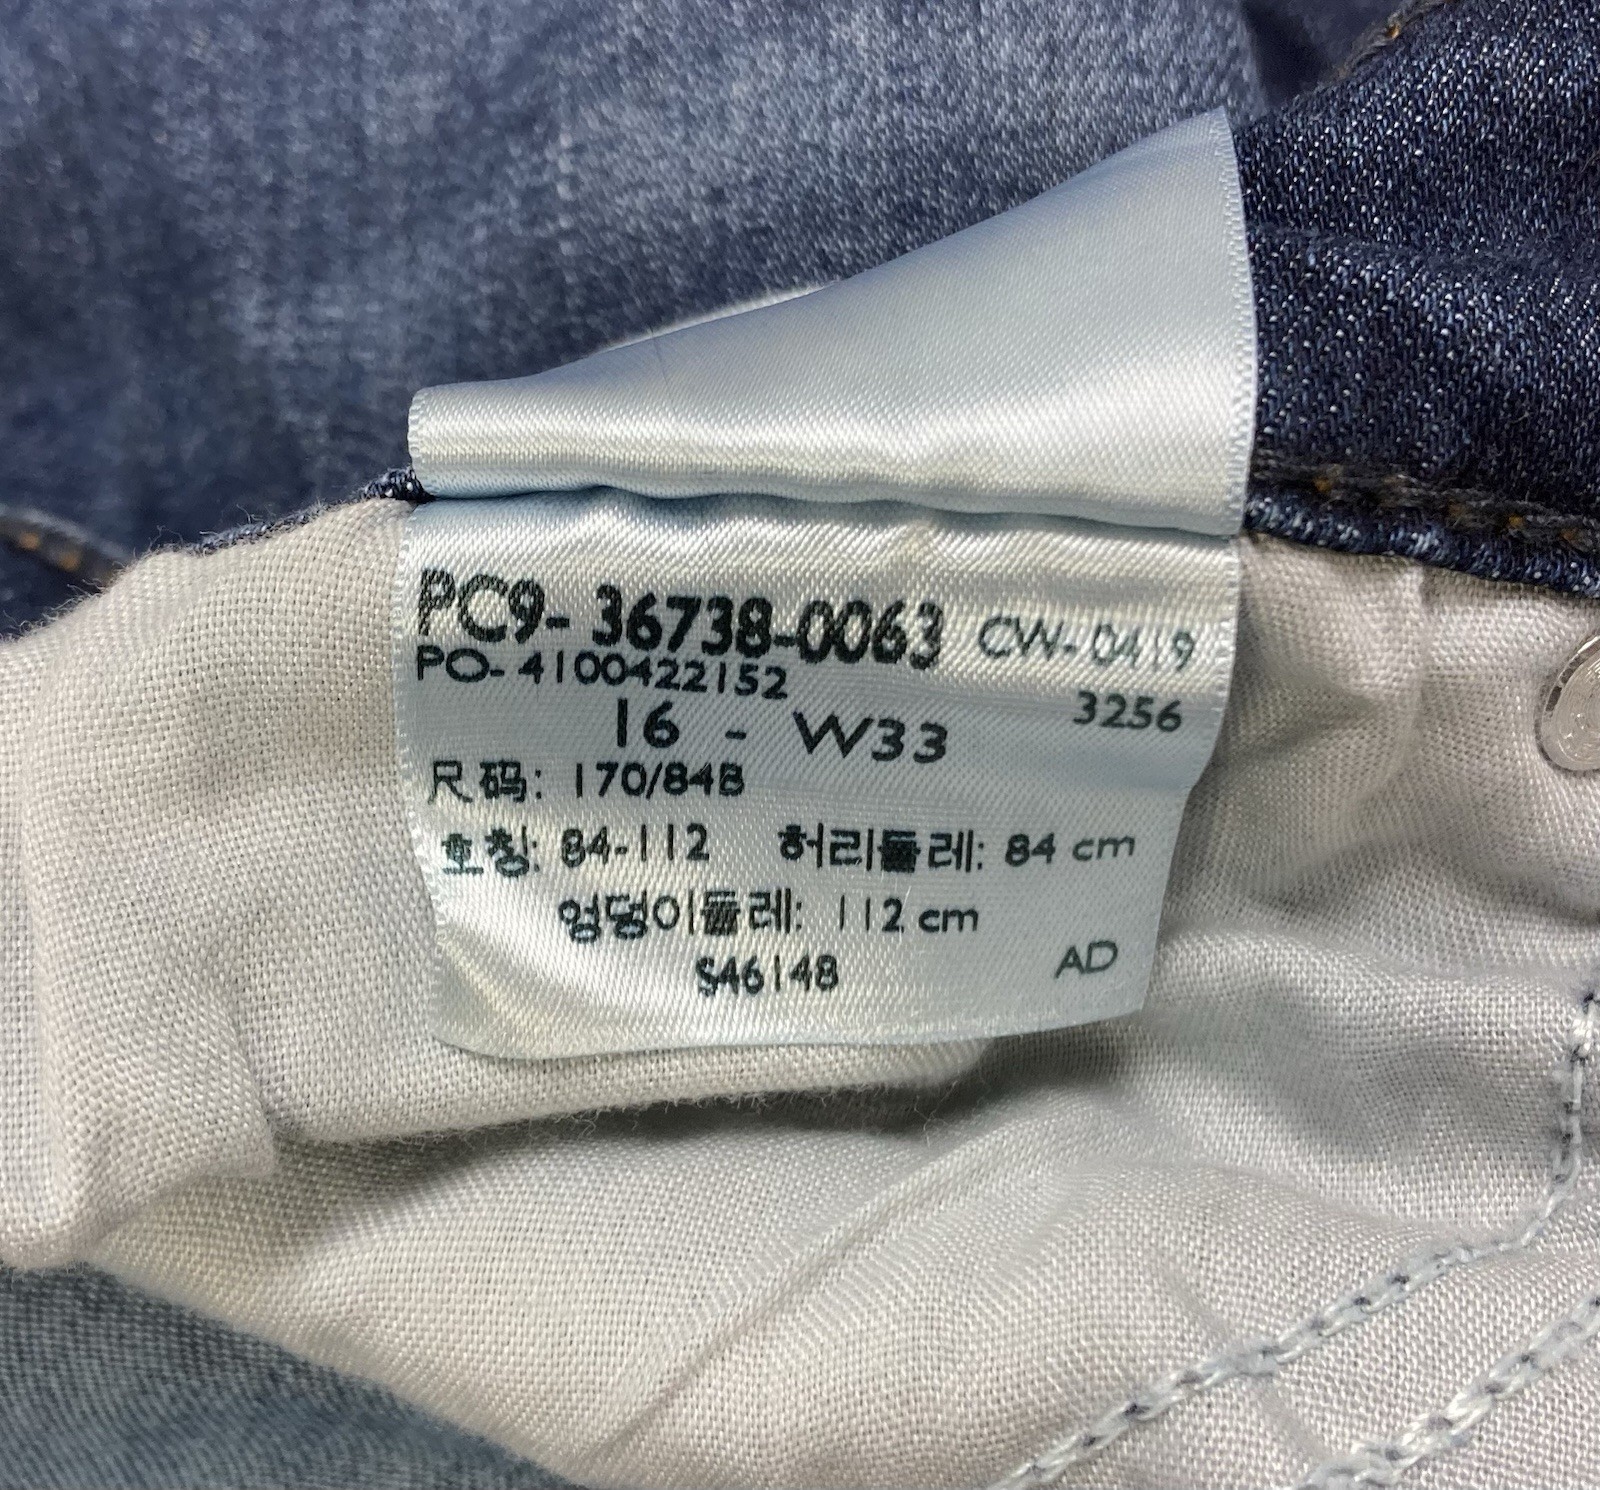 PC9-36738-0063 CW-0419
PO-4100422152 3256
16 - W33
尺码: 170/84B
호칭: 84-112 허리둘레: 84 cm
엉덩이둘레: 112 cm
S46148 AD